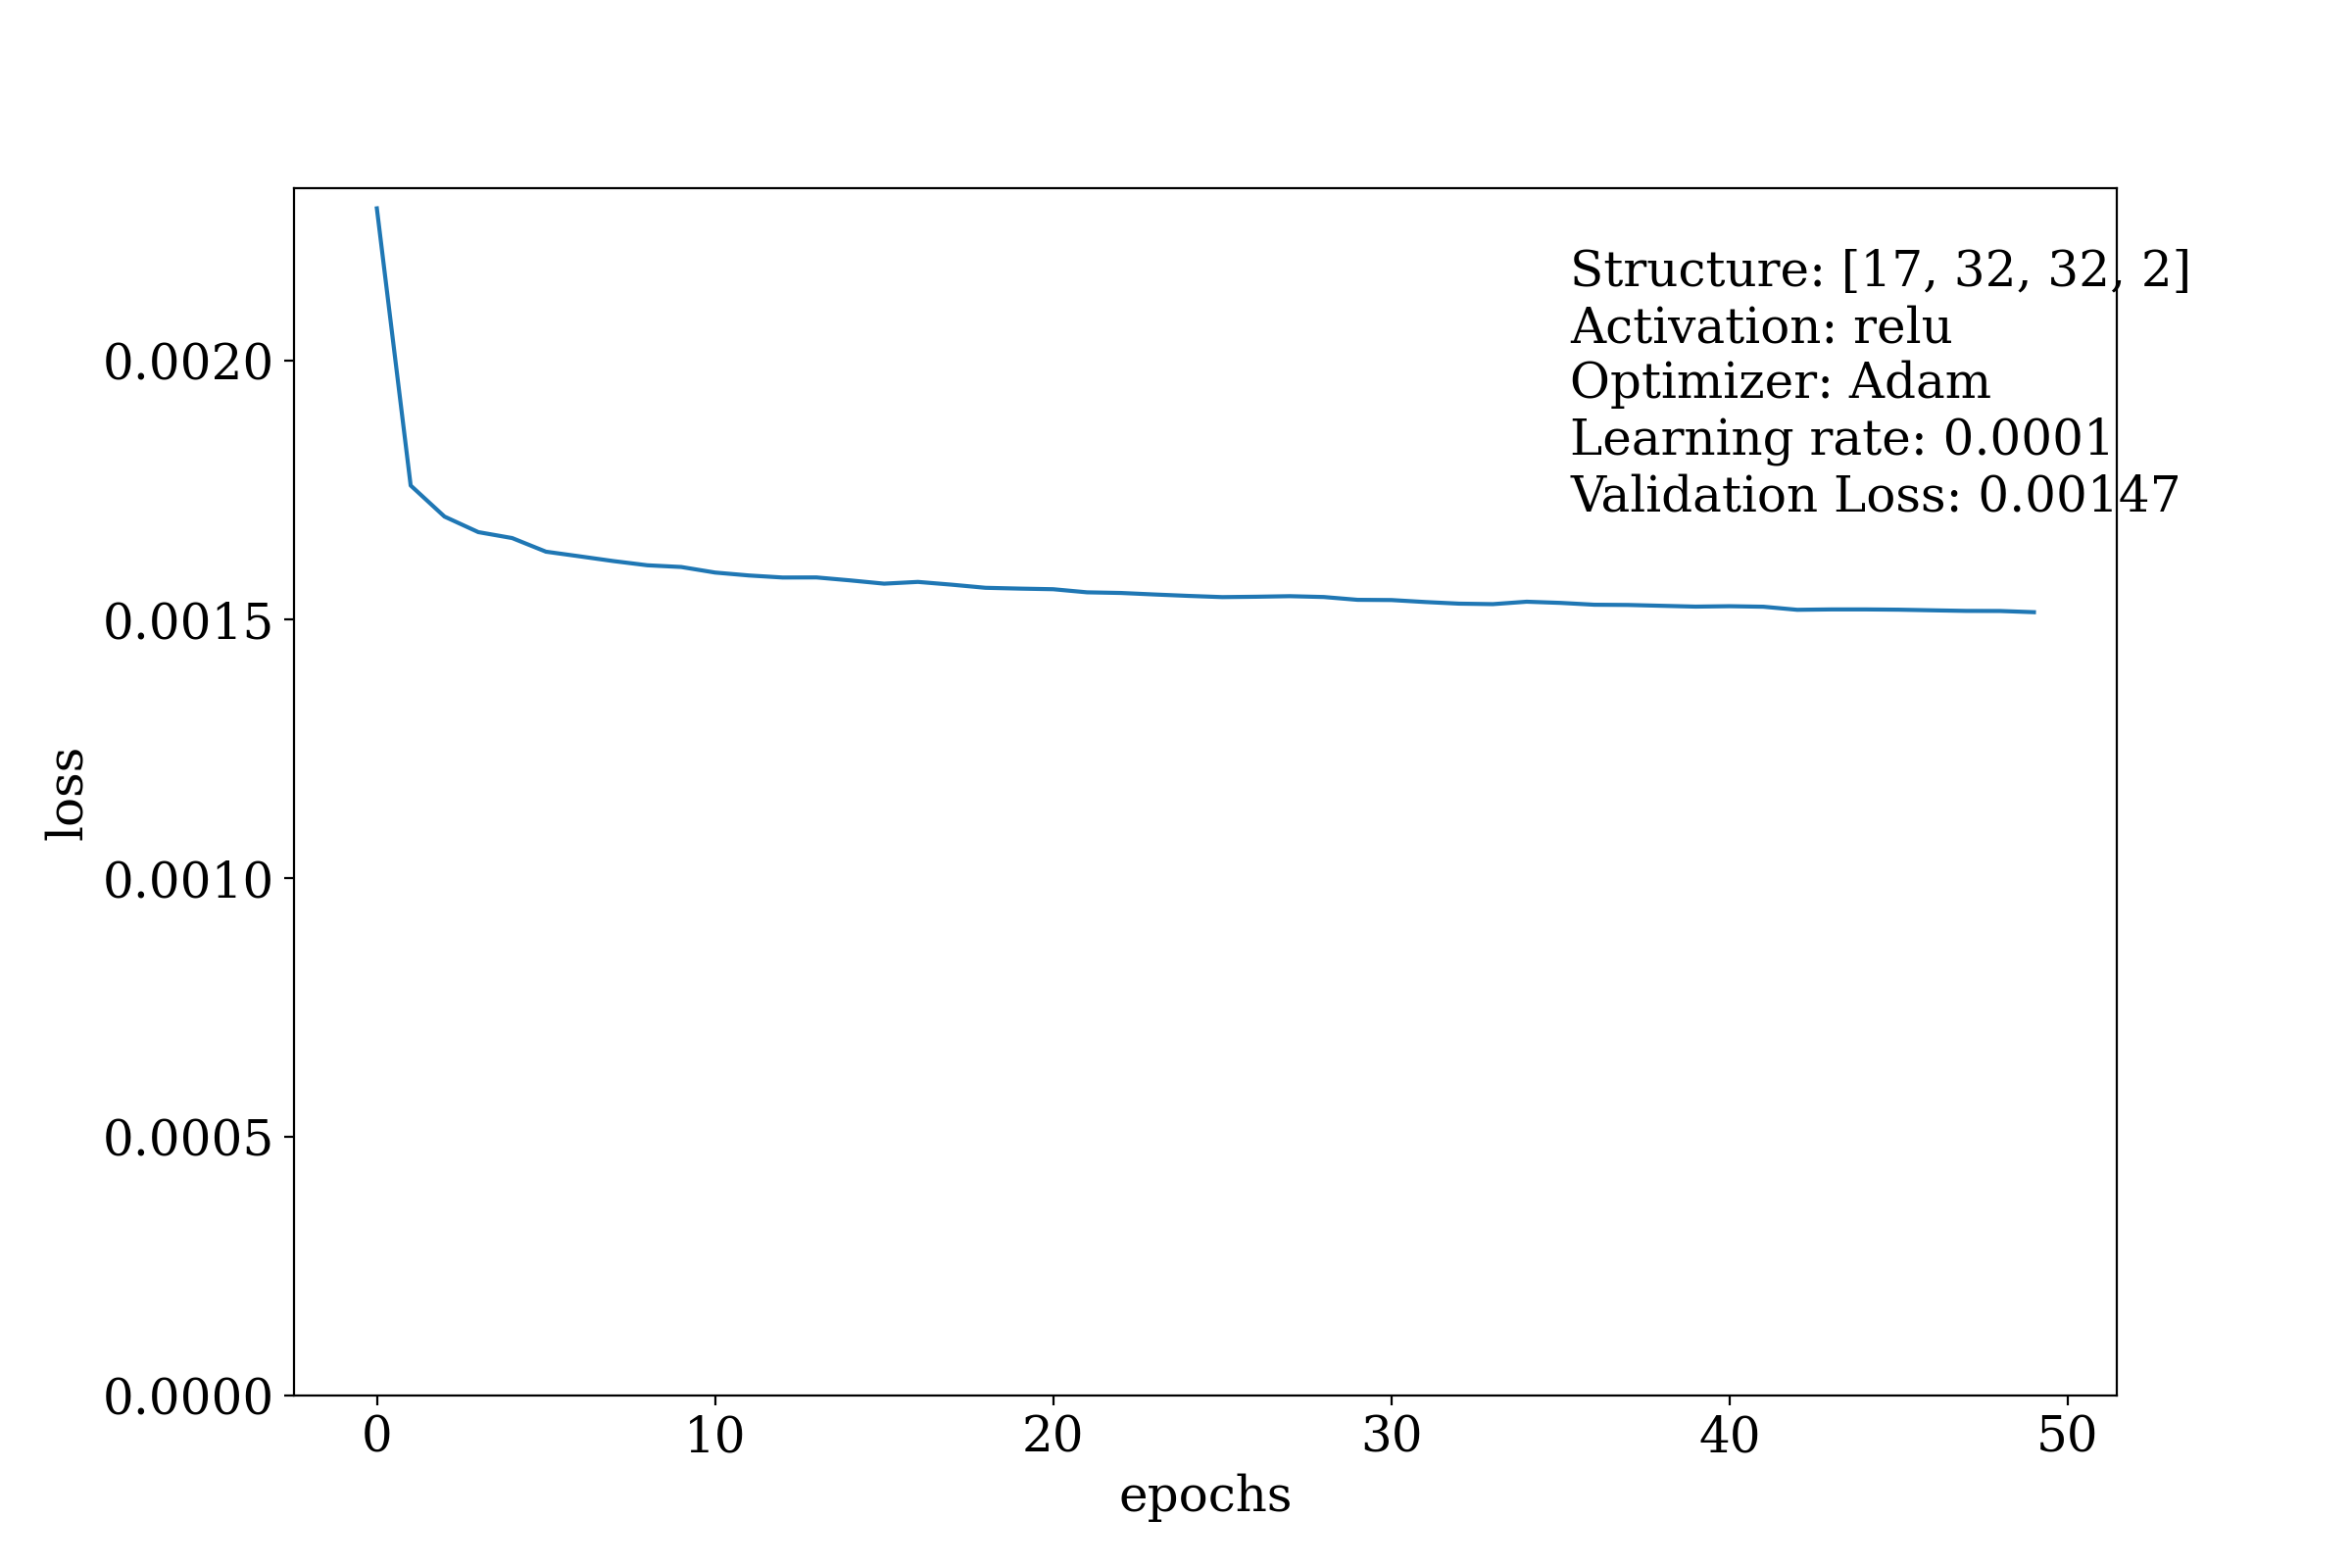 Structure: [17, 32, 32, 2]
Activation: relu
Optimizer: Adam
Learning rate: 0.0001
Validation Loss: 0.00147
0.0020
0.0015
0.0010
0.0005
0.0000
loss
0 10 20 30 40 50
epochs